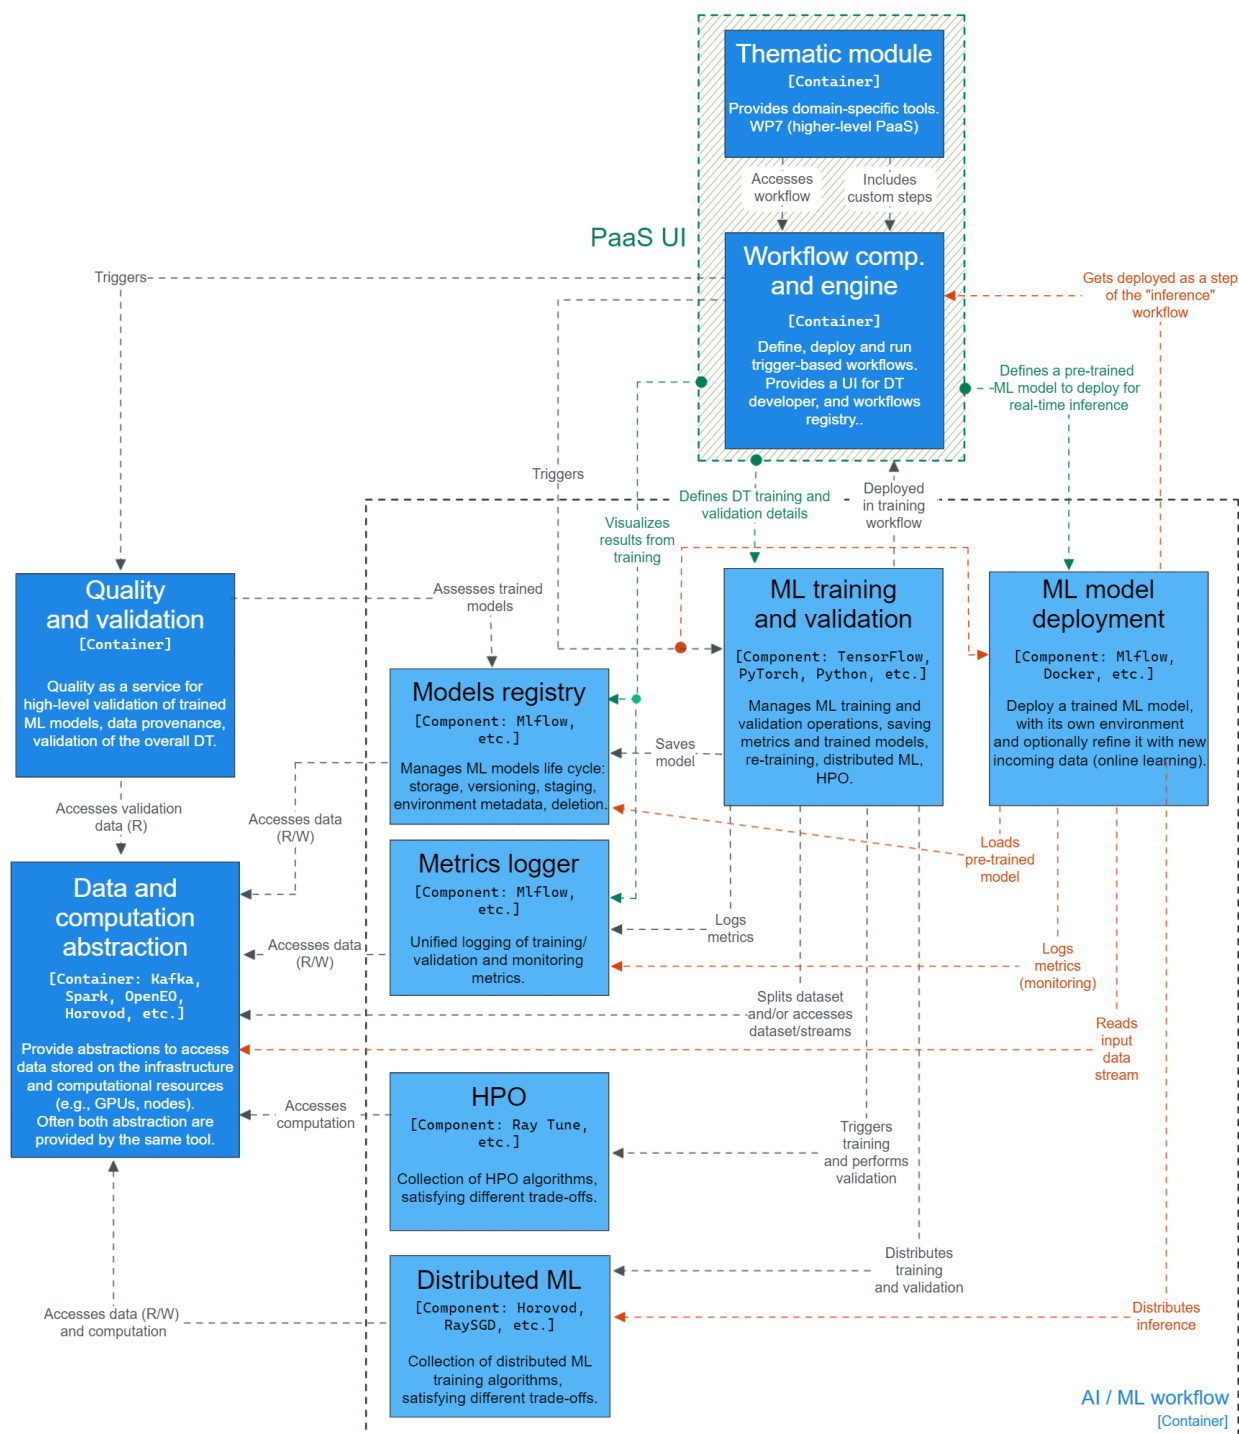 Thematic module
[Container]
Provides domain-specific tools.
WP7 (higher-level PaaS)
Accesses
workflow
Includes
custom steps
PaaS UI
Workflow comp.
and engine
[Container]
Define, deploy and run
trigger-based workflows.
Provides a UI for DT
developer, and workflows
registry..
Triggers
Gets deployed as a step
of the "inference"
workflow
Defines a pre-trained
ML model to deploy for
real-time inference
Triggers
Defines DT training and
validation details
Deployed
in training
workflow
Visualizes
results from
training
Quality
and validation
[Container]
Quality as a service for
high-level validation of trained
ML models, data provenance,
validation of the overall DT.
Assesses trained
models
ML training
and validation
[Component: TensorFlow,
PyTorch, Python, etc.]
Manages ML training and
validation operations, saving
metrics and trained models,
re-training, distributed ML,
HPO.
ML model
deployment
[Component: Mlflow,
Docker, etc.]
Deploy a trained ML model,
with its own environment
and optionally refine it with new
incoming data (online learning).
Models registry
[Component: Mlflow,
etc.]
Manages ML models life cycle:
storage, versioning, staging,
environment metadata, deletion.
Saves
model
Accesses validation
data (R)
Accesses data
(R/W)
Loads
pre-trained
model
Metrics logger
[Component: Mlflow,
etc.]
Unified logging of training/
validation and monitoring
metrics.
Logs
metrics
Accesses data
(R/W)
Logs
metrics
(monitoring)
Data and
computation
abstraction
[Container: Kafka,
Spark, OpenEO,
Horovod, etc.]
Provide abstractions to access
data stored on the infrastructure
and computational resources
(e.g., GPUs, nodes).
Often both abstraction are
provided by the same tool.
Splits dataset
and/or accesses
dataset/streams
Reads
input
data
stream
Accesses
computation
HPO
[Component: Ray Tune,
etc.]
Collection of HPO algorithms,
satisfying different trade-offs.
Triggers
training
and performs
validation
Distributes
training
and validation
Distributed ML
[Component: Horovod,
RaySGD, etc.]
Collection of distributed ML
training algorithms,
satisfying different trade-offs.
Accesses data (R/W)
and computation
Distributes
inference
AI / ML workflow
[Container]